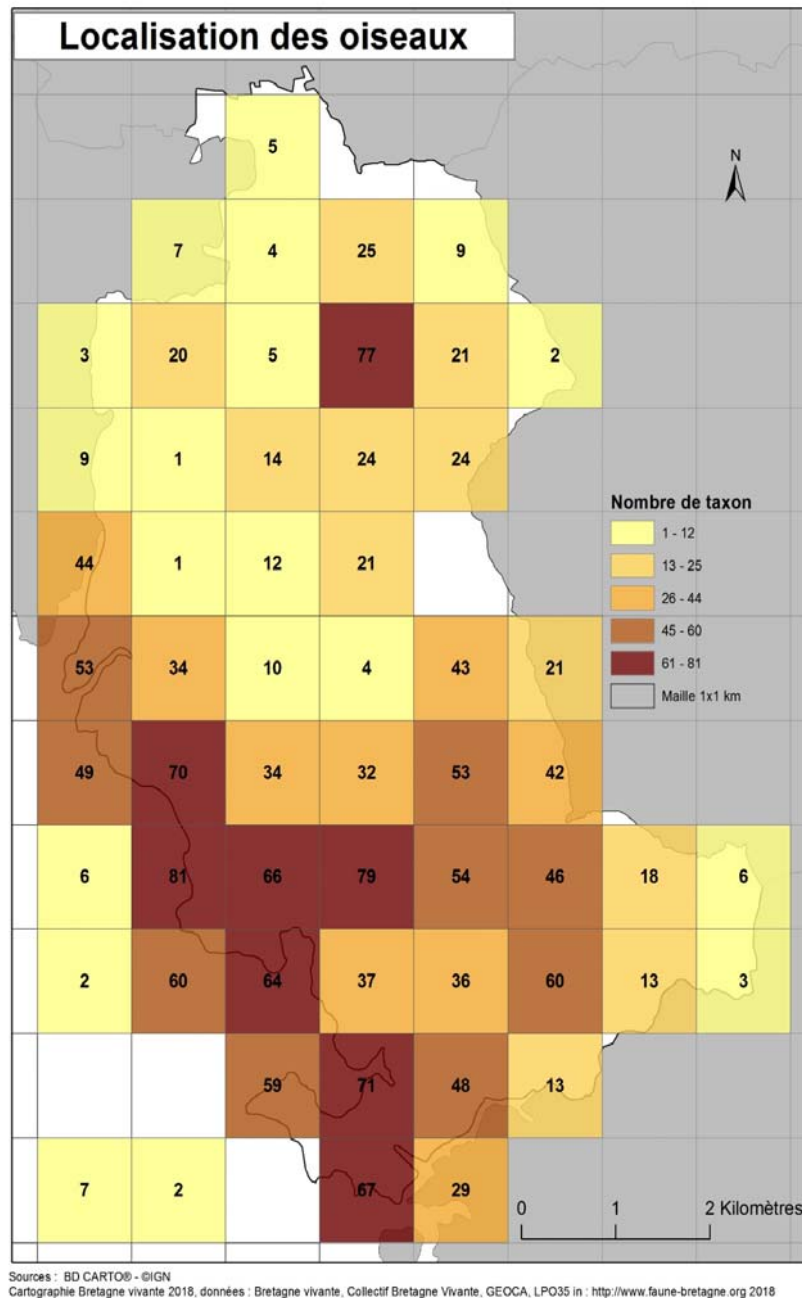 Localisation des oiseaux
N
5
7 4 25 9
3 20 5 77 21 2
9 1 14 24 24
44 1 12 21
53 34 10 4 43 21
49 70 34 32 53 42
6 81 66 79 54 46 18 6
2 60 64 37 36 60 13 3
59 71 48 13
7 2 67 29
Nombre de taxon
1 - 12
13 - 25
26 - 44
45 - 60
61 - 81
Maille 1x1 km
0 1 2 Kilomètres
Sources : BD CARTO® - ©IGN
Cartographie Bretagne vivante 2018, données : Bretagne vivante, Collectif Bretagne Vivante, GEOCA, LPO35 in : http://www.faune-bretagne.org 2018